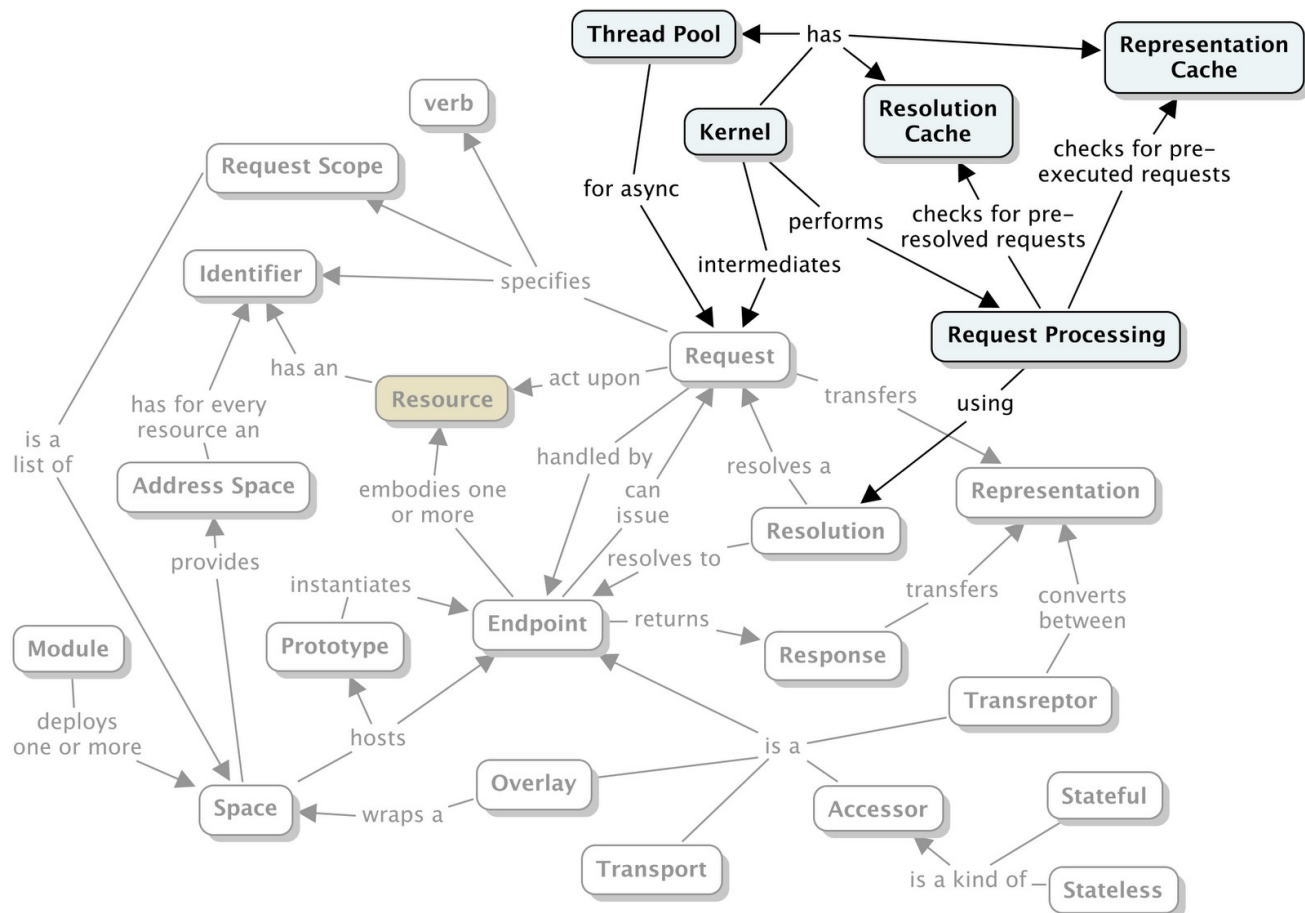 Thread Pool
has
Representation
Cache
verb
Resolution
Cache
Kernel
Request Scope
checks for pre-
executed requests
for async
performs
checks for pre-
resolved requests
Identifier
specifies
intermediates
Request Processing
Request
has an
act upon
Resource
transfers
using
has for every
resource an
is a
list of
handled by
resolves a
Address Space
embodies one
or more
can
issue
Representation
Resolution
provides
resolves to
instantiates
transfers
converts
between
Endpoint
returns
Module
Prototype
Response
Transreptor
deploys
one or more
hosts
is a
Overlay
Stateful
Space
wraps a
Accessor
Transport
is a kind of
Stateless